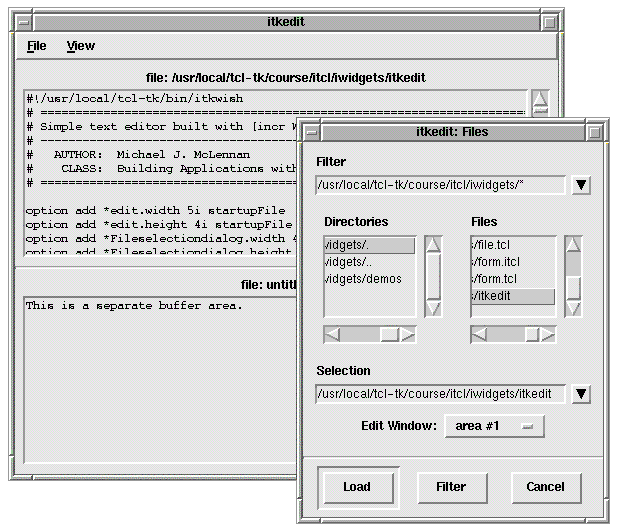 itkedit
File View
file: /usr/local/tcl-tk/course/itcl/iwidgets/itkedit
#!/usr/local/tcl-tk/bin/itkwish
# ======================================================================
# Simple text editor built with [incr W
# ======================================================================
#   AUTHOR:  Michael J. McLennan
#    CLASS:  Building Applications with
# ======================================================================
option add *edit.width 5i startupFile
option add *edit.height 4i startupFile
*Fileselectiondialog.width 4
option add *Fileselectiondialog.height
file: untitl
This is a separate buffer area.
itkedit: Files
Filter
/usr/local/tcl-tk/course/itcl/iwidgets/*
Directories
vidgets/.
vidgets/..
vidgets/demos
Files
s/file.tcl
s/form.itcl
s/form.tcl
s/itkedit
Selection
/usr/local/tcl-tk/course/itcl/iwidgets/itkedit
Edit Window: area #1
Load Filter Cancel